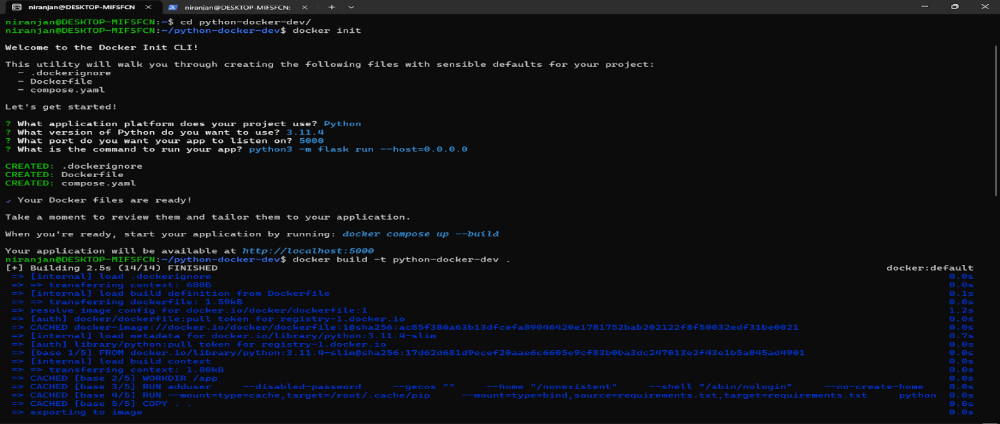 niranjan@DESKTOP-MIFSFCN
niranjan@DESKTOP-MIFSFCN:
niranjan@DESKTOP-MIFSFCN:~$ cd python-docker-dev/
niranjan@DESKTOP-MIFSFCN:~/python-docker-dev$ docker init
Welcome to the Docker Init CLI!
This utility will walk you through creating the following files with sensible defaults for your project:
- .dockerignore
- Dockerfile
- compose.yaml
Let's get started!
? What application platform does your project use? Python
? What version of Python do you want to use? 3.11.4
? What port do you want your app to listen on? 5000
? What is the command to run your app? python3 -m flask run --host=0.0.0.0
CREATED: .dockerignore
CREATED: Dockerfile
CREATED: compose.yaml
✓ Your Docker files are ready!
Take a moment to review them and tailor them to your application.
When you're ready, start your application by running: docker compose up --build
Your application will be available at http://localhost:5000
niranjan@DESKTOP-MIFSFCN:~/python-docker-dev$ docker build -t python-docker-dev .
[+] Building 2.5s (14/14) FINISHED docker:default
=> [internal] load .dockerignore 0.0s
=> => transferring context: 680B 0.0s
=> [internal] load build definition from Dockerfile 0.1s
=> => transferring dockerfile: 1.59kB 0.0s
=> resolve image config for docker.io/docker/dockerfile:1 1.2s
=> [auth] docker/dockerfile:pull token for registry-1.docker.io 0.0s
=> CACHED docker-image://docker.io/docker/dockerfile:1@sha256:ac85f380a63b13dfcefa89046420e1781752bab202122f8f50032edf31be0021 0.0s
=> [internal] load metadata for docker.io/library/python:3.11.4-slim 0.7s
=> [auth] library/python:pull token for registry-1.docker.io 0.0s
=> [base 1/5] FROM docker.io/library/python:3.11.4-slim@sha256:17d62d681d9ecef20aae6c6605e9cf83b0ba3dc247013e2f43e1b5a045ad4901 0.0s
=> [internal] load build context 0.0s
=> => transferring context: 1.80kB 0.0s
=> CACHED [base 2/5] WORKDIR /app 0.0s
=> CACHED [base 3/5] RUN adduser --disabled-password --gecos "" --home "/nonexistent" --shell "/sbin/nologin" --no-create-home 0.0s
=> CACHED [base 4/5] RUN --mount=type=cache,target=/root/.cache/pip --mount=type=bind,source=requirements.txt,target=requirements.txt python 0.0s
=> CACHED [base 5/5] COPY . . 0.0s
=> exporting to image 0.0s